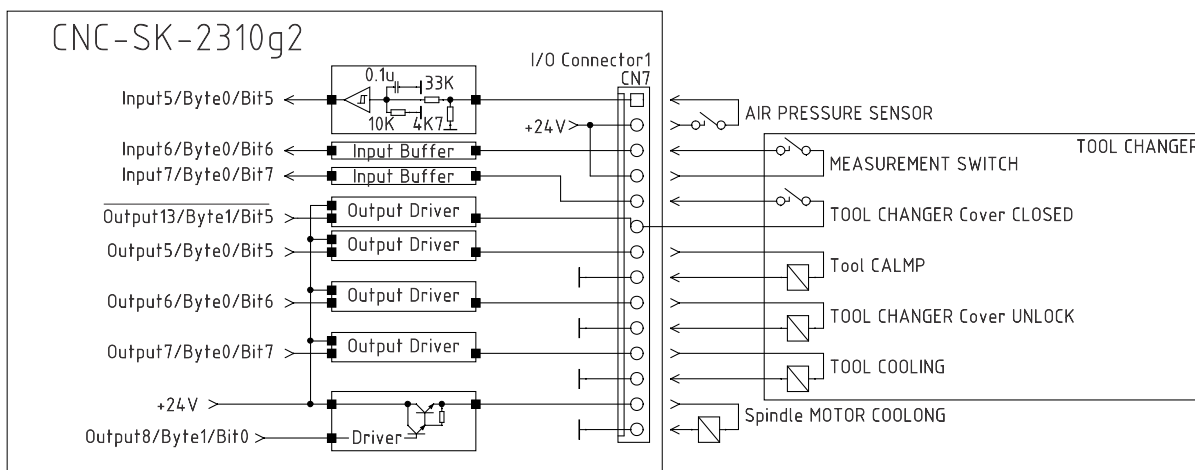 CNC-SK-2310g2
I/O Connector1
CN7
0.1u
33K
10K
4K7
Input5/Byte0/Bit5
+24V
AIR PRESSURE SENSOR
TOOL CHANGER
Input6/Byte0/Bit6
Input Buffer
MEASUREMENT SWITCH
Input7/Byte0/Bit7
Input Buffer
Output13/Byte1/Bit5
Output Driver
TOOL CHANGER Cover CLOSED
Output5/Byte0/Bit5
Output Driver
Tool CALMP
Output6/Byte0/Bit6
Output Driver
TOOL CHANGER Cover UNLOCK
Output7/Byte0/Bit7
Output Driver
TOOL COOLING
+24V
Spindle MOTOR COOLONG
Output8/Byte1/Bit0
Driver